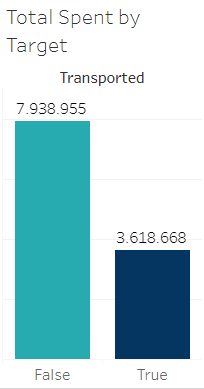 Total Spent by
Target
Transported
7.938.955
3.618.668
False
True